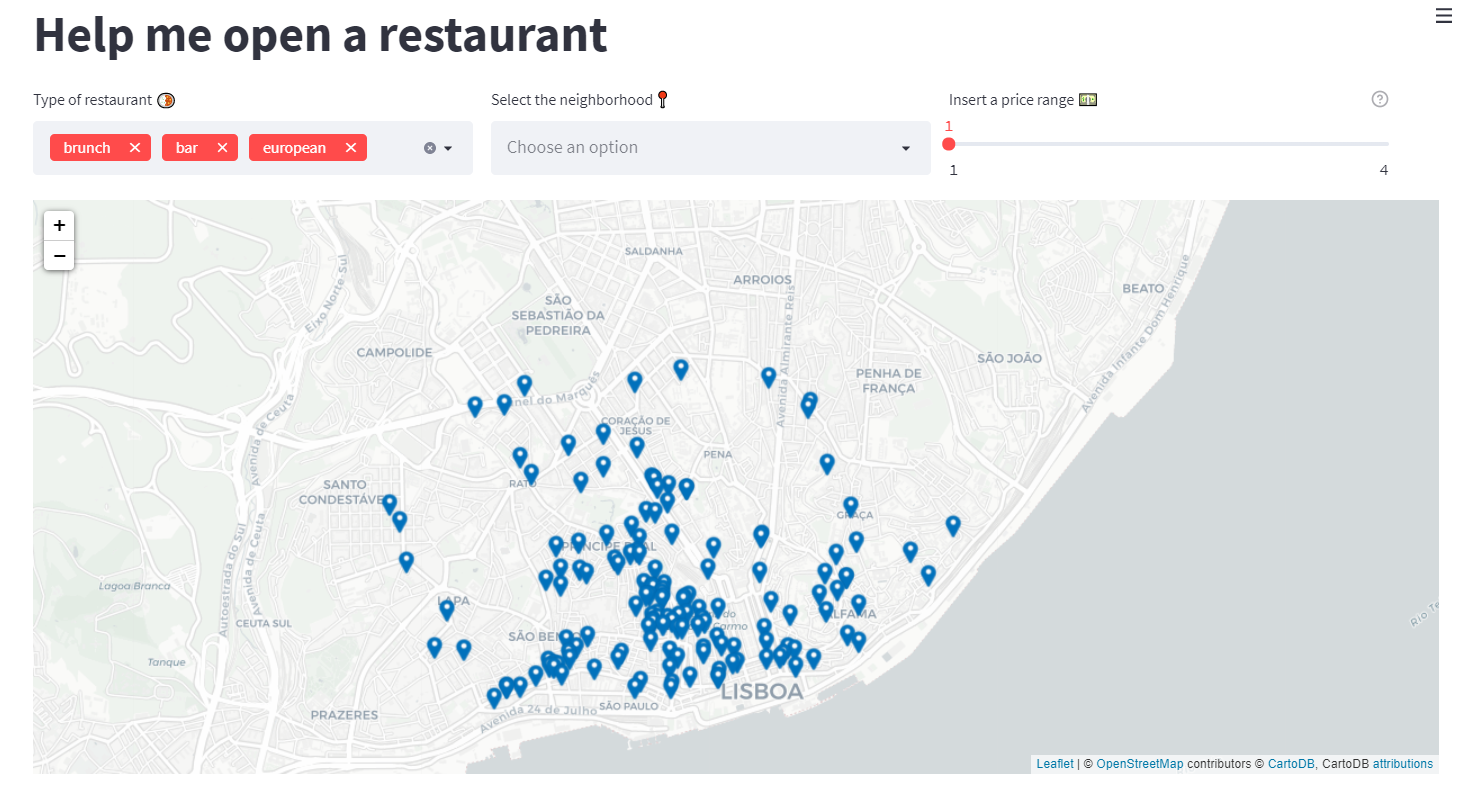 Help me open a restaurant
Type of restaurant
Select the neighborhood
Insert a price range
brunch
bar
european
Choose an option
1
1
4
+
−
Eixo Norte-Sul
SALDANHA
ARROIOS
BEATO
SÃO
SEBASTIÃO DA
PEDREIRA
CAMPOLIDE
SÃO JOÃO
PENHA DE
FRANÇA
Avenida Almirante Reis
Avenida Infante Dom Henrique
nel do Marquês
CORAÇÃO DE
JESUS
PENA
Avenida de Ceuta
SANTO
CONDESTÁVE
RATO
GRAÇA
PRÍNCIPE REAL
Autoestrada do Sul
Avenida de Ceuta
Lagoa Branca
LAPA
do
Carmo
ALFAMA
CEUTA SUL
SÃO BEN
Tanque
LISBOA
SÃO PAULO
PRAZERES
Avenida 24 de Julho
Rio Te
Leaflet | © OpenStreetMap contributors © CartoDB, CartoDB attributions